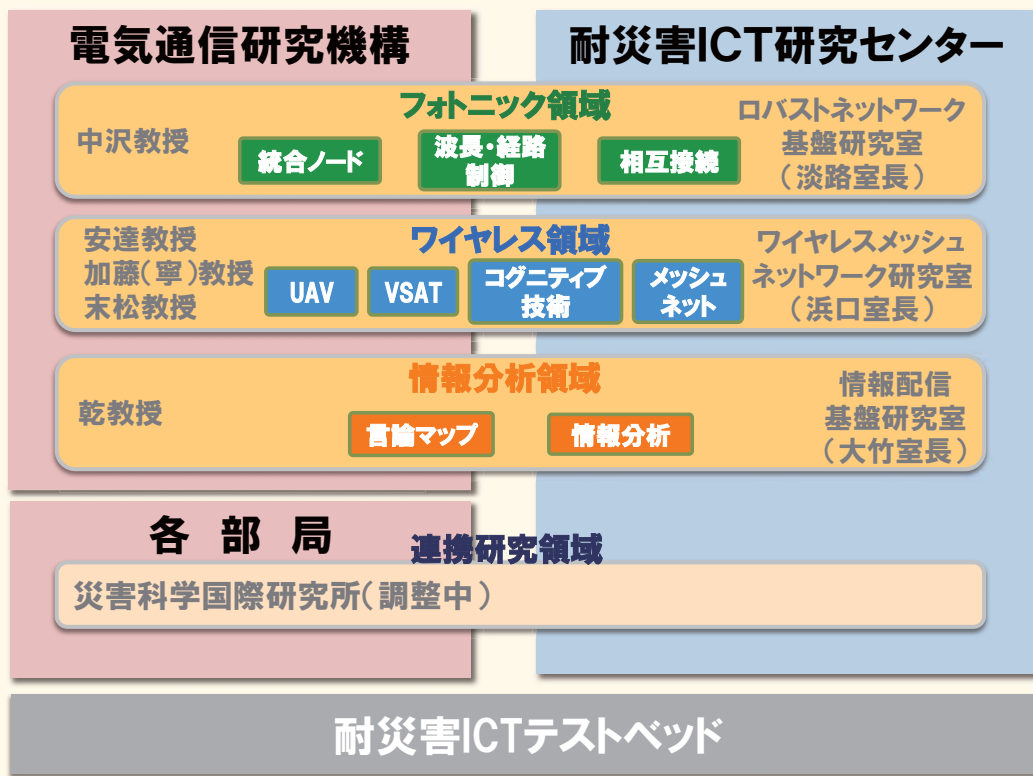 電気通信研究機構
耐災害ICT研究センター
フォトニック領域
中沢教授
統合ノード
波長・経路
制御
相互接続
ロバストネットワーク
基盤研究室
（淡路室長）
ワイヤレス領域
安達教授
加藤（寧）教授
末松教授
UAV
VSAT
コグニティブ
技術
メッシュ
ネット
ワイヤレスメッシュ
ネットワーク研究室
（浜口室長）
情報分析領域
乾教授
言論マップ
情報分析
情報配信
基盤研究室
（大竹室長）
各部局
連携研究領域
災害科学国際研究所（調整中）
耐災害ICTテストベッド